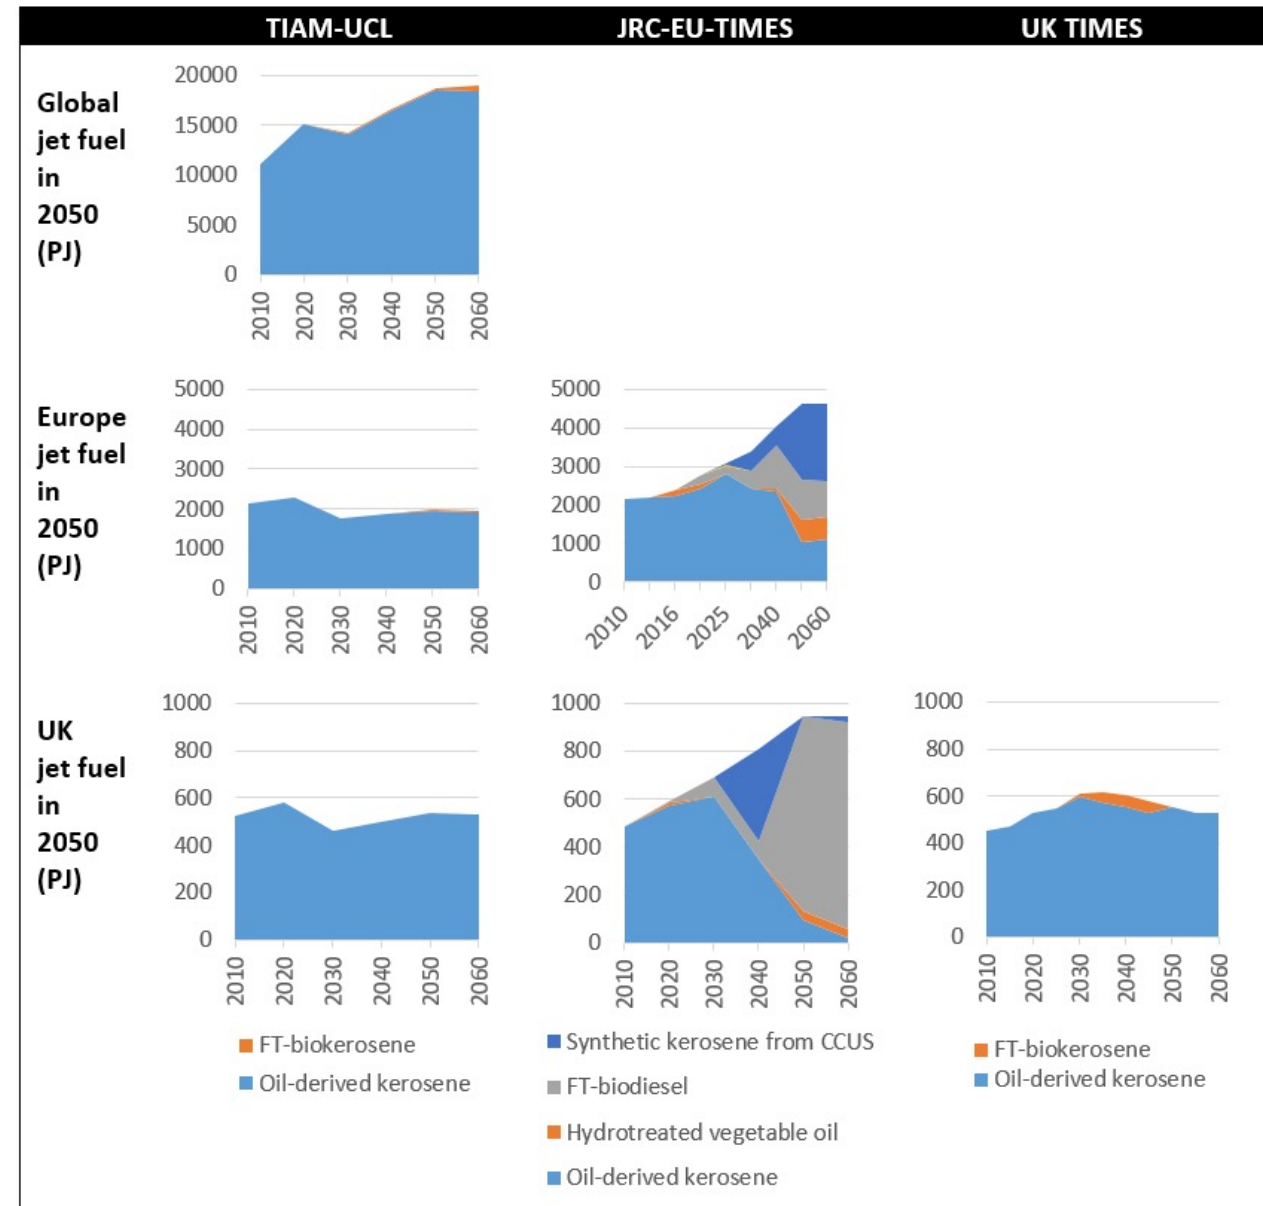 TIAM-UCL JRC-EU-TIMES UK TIMES
Global
jet fuel
in
2050
(PJ)
20000
15000
10000
5000
0
2010 2020 2030 2040 2050 2060
Europe
jet fuel
in
2050
(PJ)
5000
4000
3000
2000
1000
0
2010 2020 2030 2040 2050 2060
5000
4000
3000
2000
1000
0
2010 2016 2025 2040 2060
UK
jet fuel
in
2050
(PJ)
1000
800
600
400
200
0
2010 2020 2030 2040 2050 2060
FT-biokerosene
Oil-derived kerosene
1000
800
600
400
200
0
2010 2020 2030 2040 2050 2060
Synthetic kerosene from CCUS
FT-biodiesel
Hydrotreated vegetable oil
Oil-derived kerosene
1000
800
600
400
200
0
2010 2020 2030 2040 2050 2060
FT-biokerosene
Oil-derived kerosene